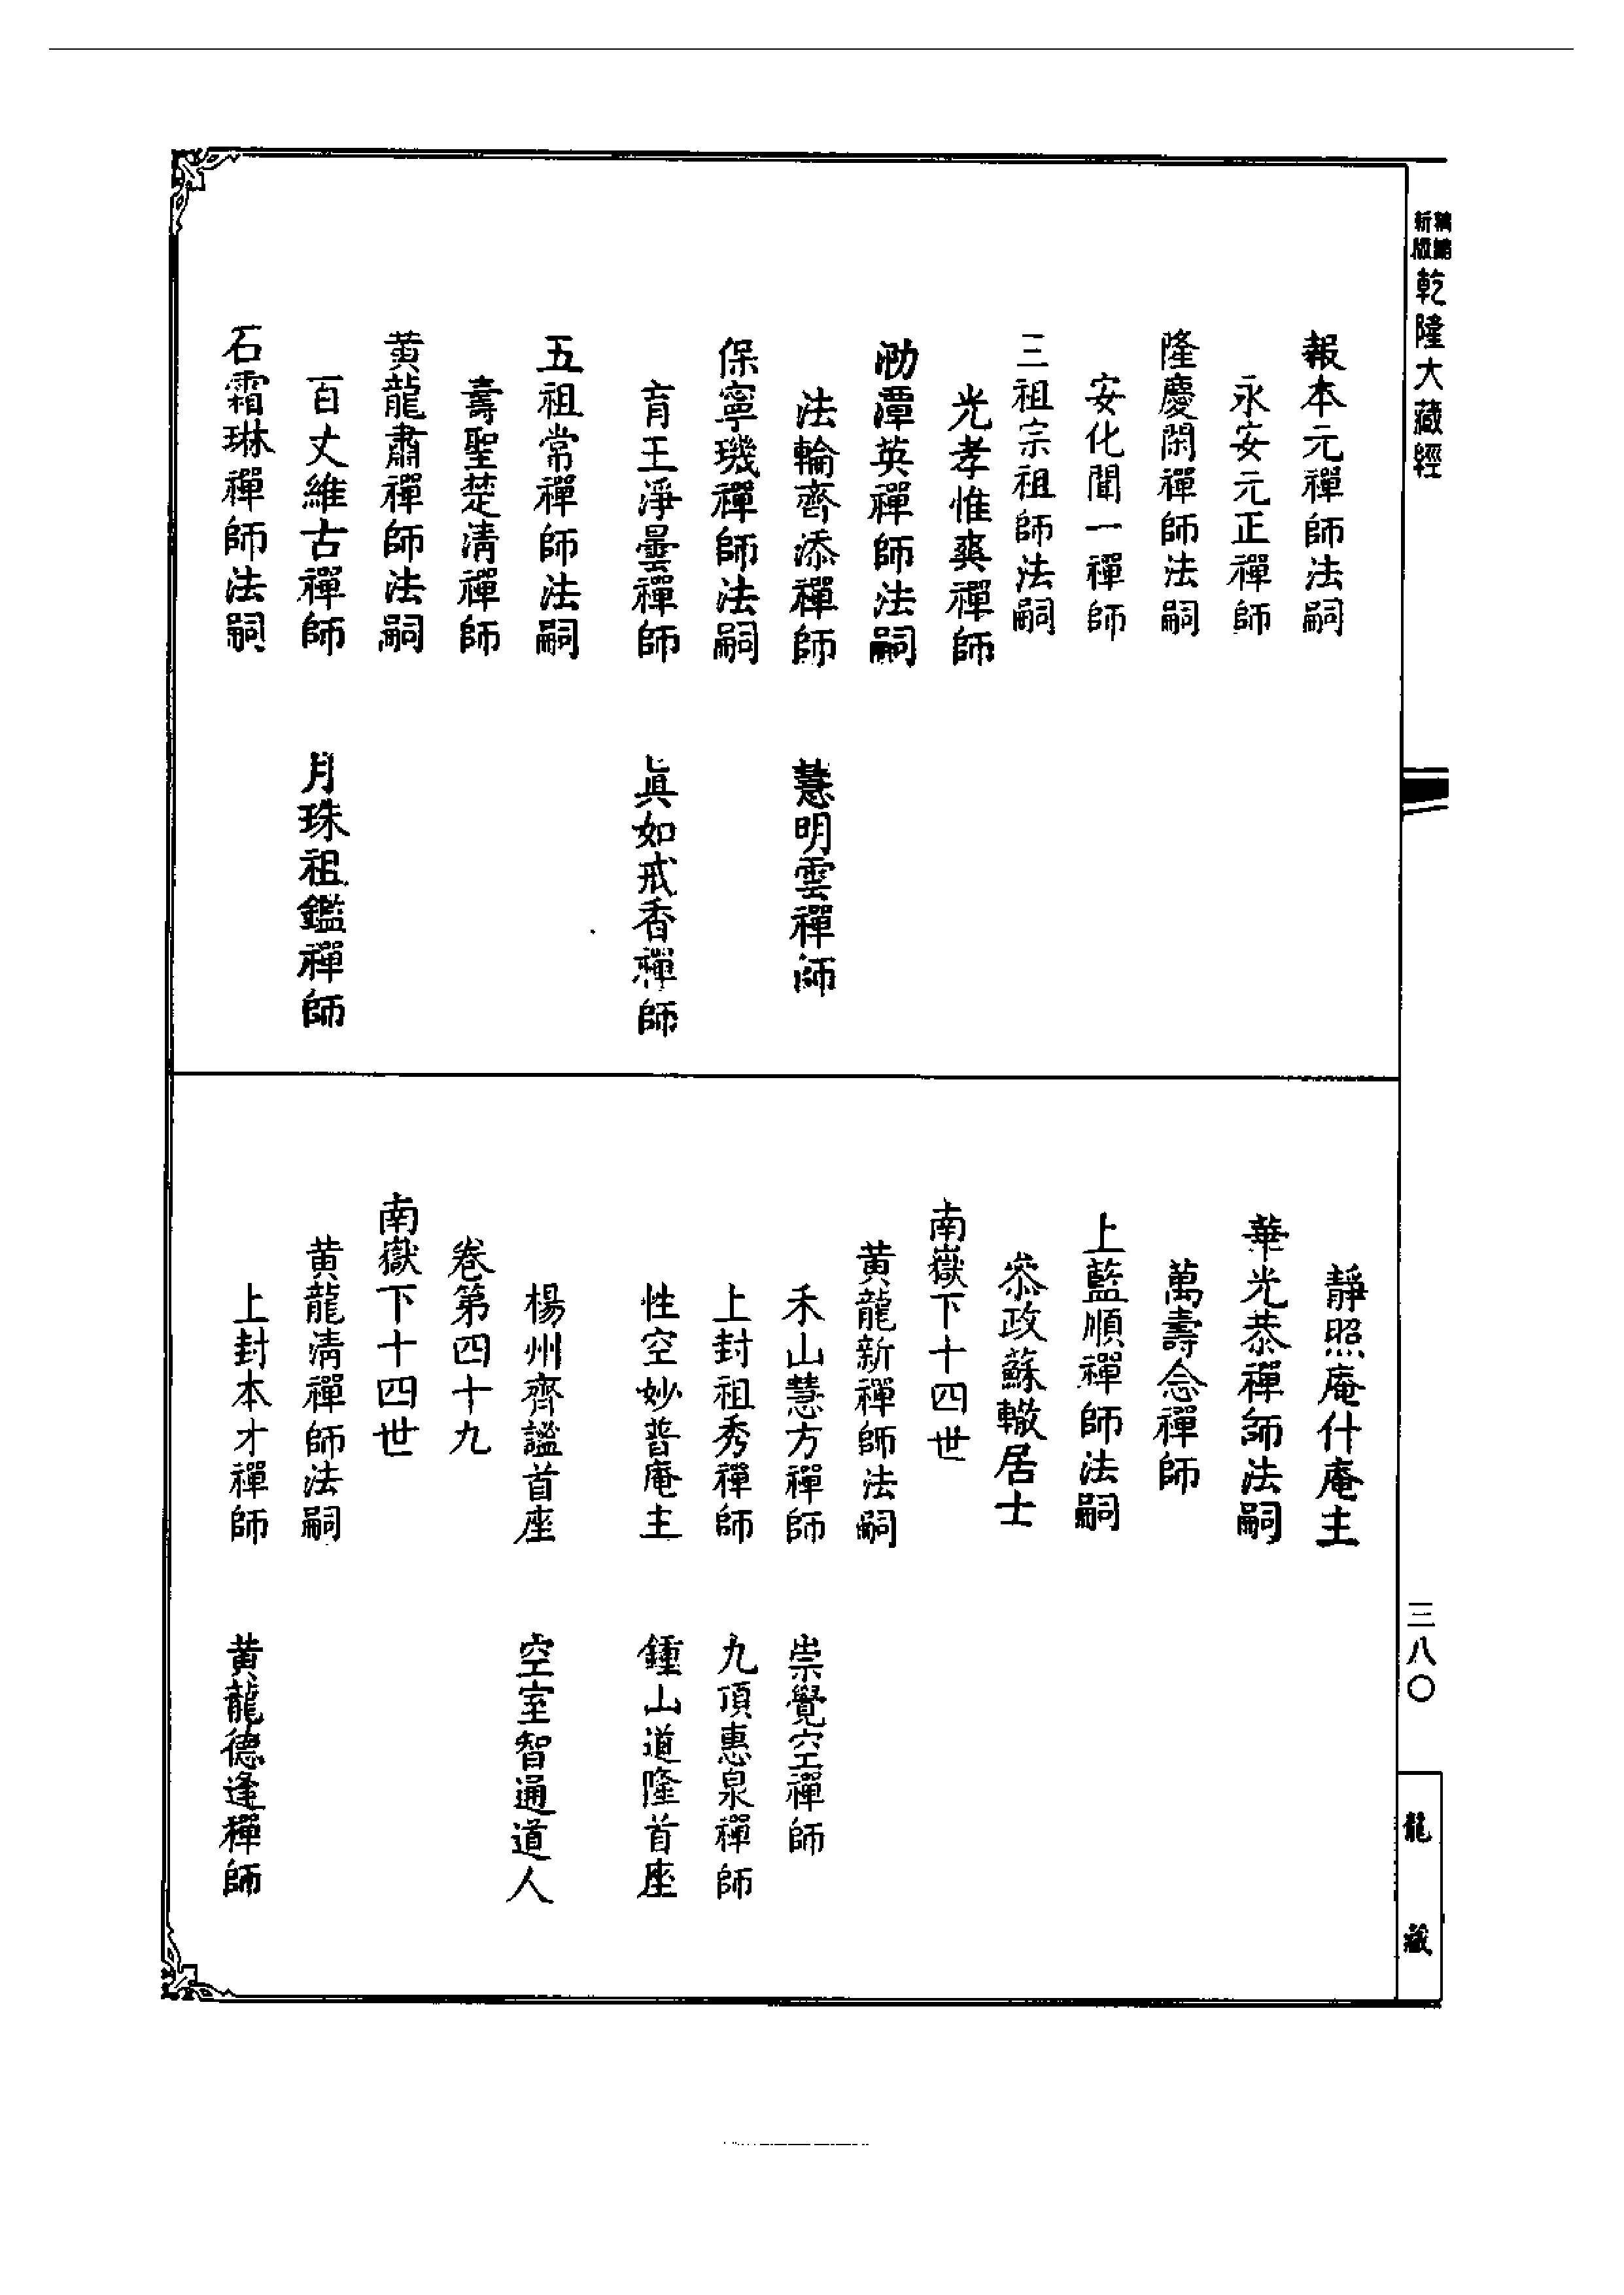 新版精縮乾隆大藏經
報本元禪師法嗣
永安元正禪師
隆慶閑禪師法嗣
安化聞一禪師
三祖宗祖師法嗣
光孝惟爽禪師
泐潭英禪師法嗣
法輪齊添禪師 慧明雲禪師
保寧璣禪師法嗣
育王淨曇禪師 眞如戒香禪師
五祖常禪師法嗣
壽聖楚清禪師
黄龍肅禪師法嗣
百丈維古禪師 月珠祖鑑禪師
石霜琳禪師法嗣
靜照庵什庵主
華光恭禪師法嗣
萬壽念禪師
上藍順禪師法嗣
叅政蘇轍居士
南嶽下十四世
黄龍新禪師法嗣
禾山慧方禪師 崇覺空禪師
上封祖秀禪師 九頂惠泉禪師
性空妙普庵主 鍾山道隆首座
楊州齊謐首座 空室智通道人
卷第四十九
南嶽下十四世
黄龍清禪師法嗣
上封本才禪師 黄龍德逢禪師
三八〇
龍藏